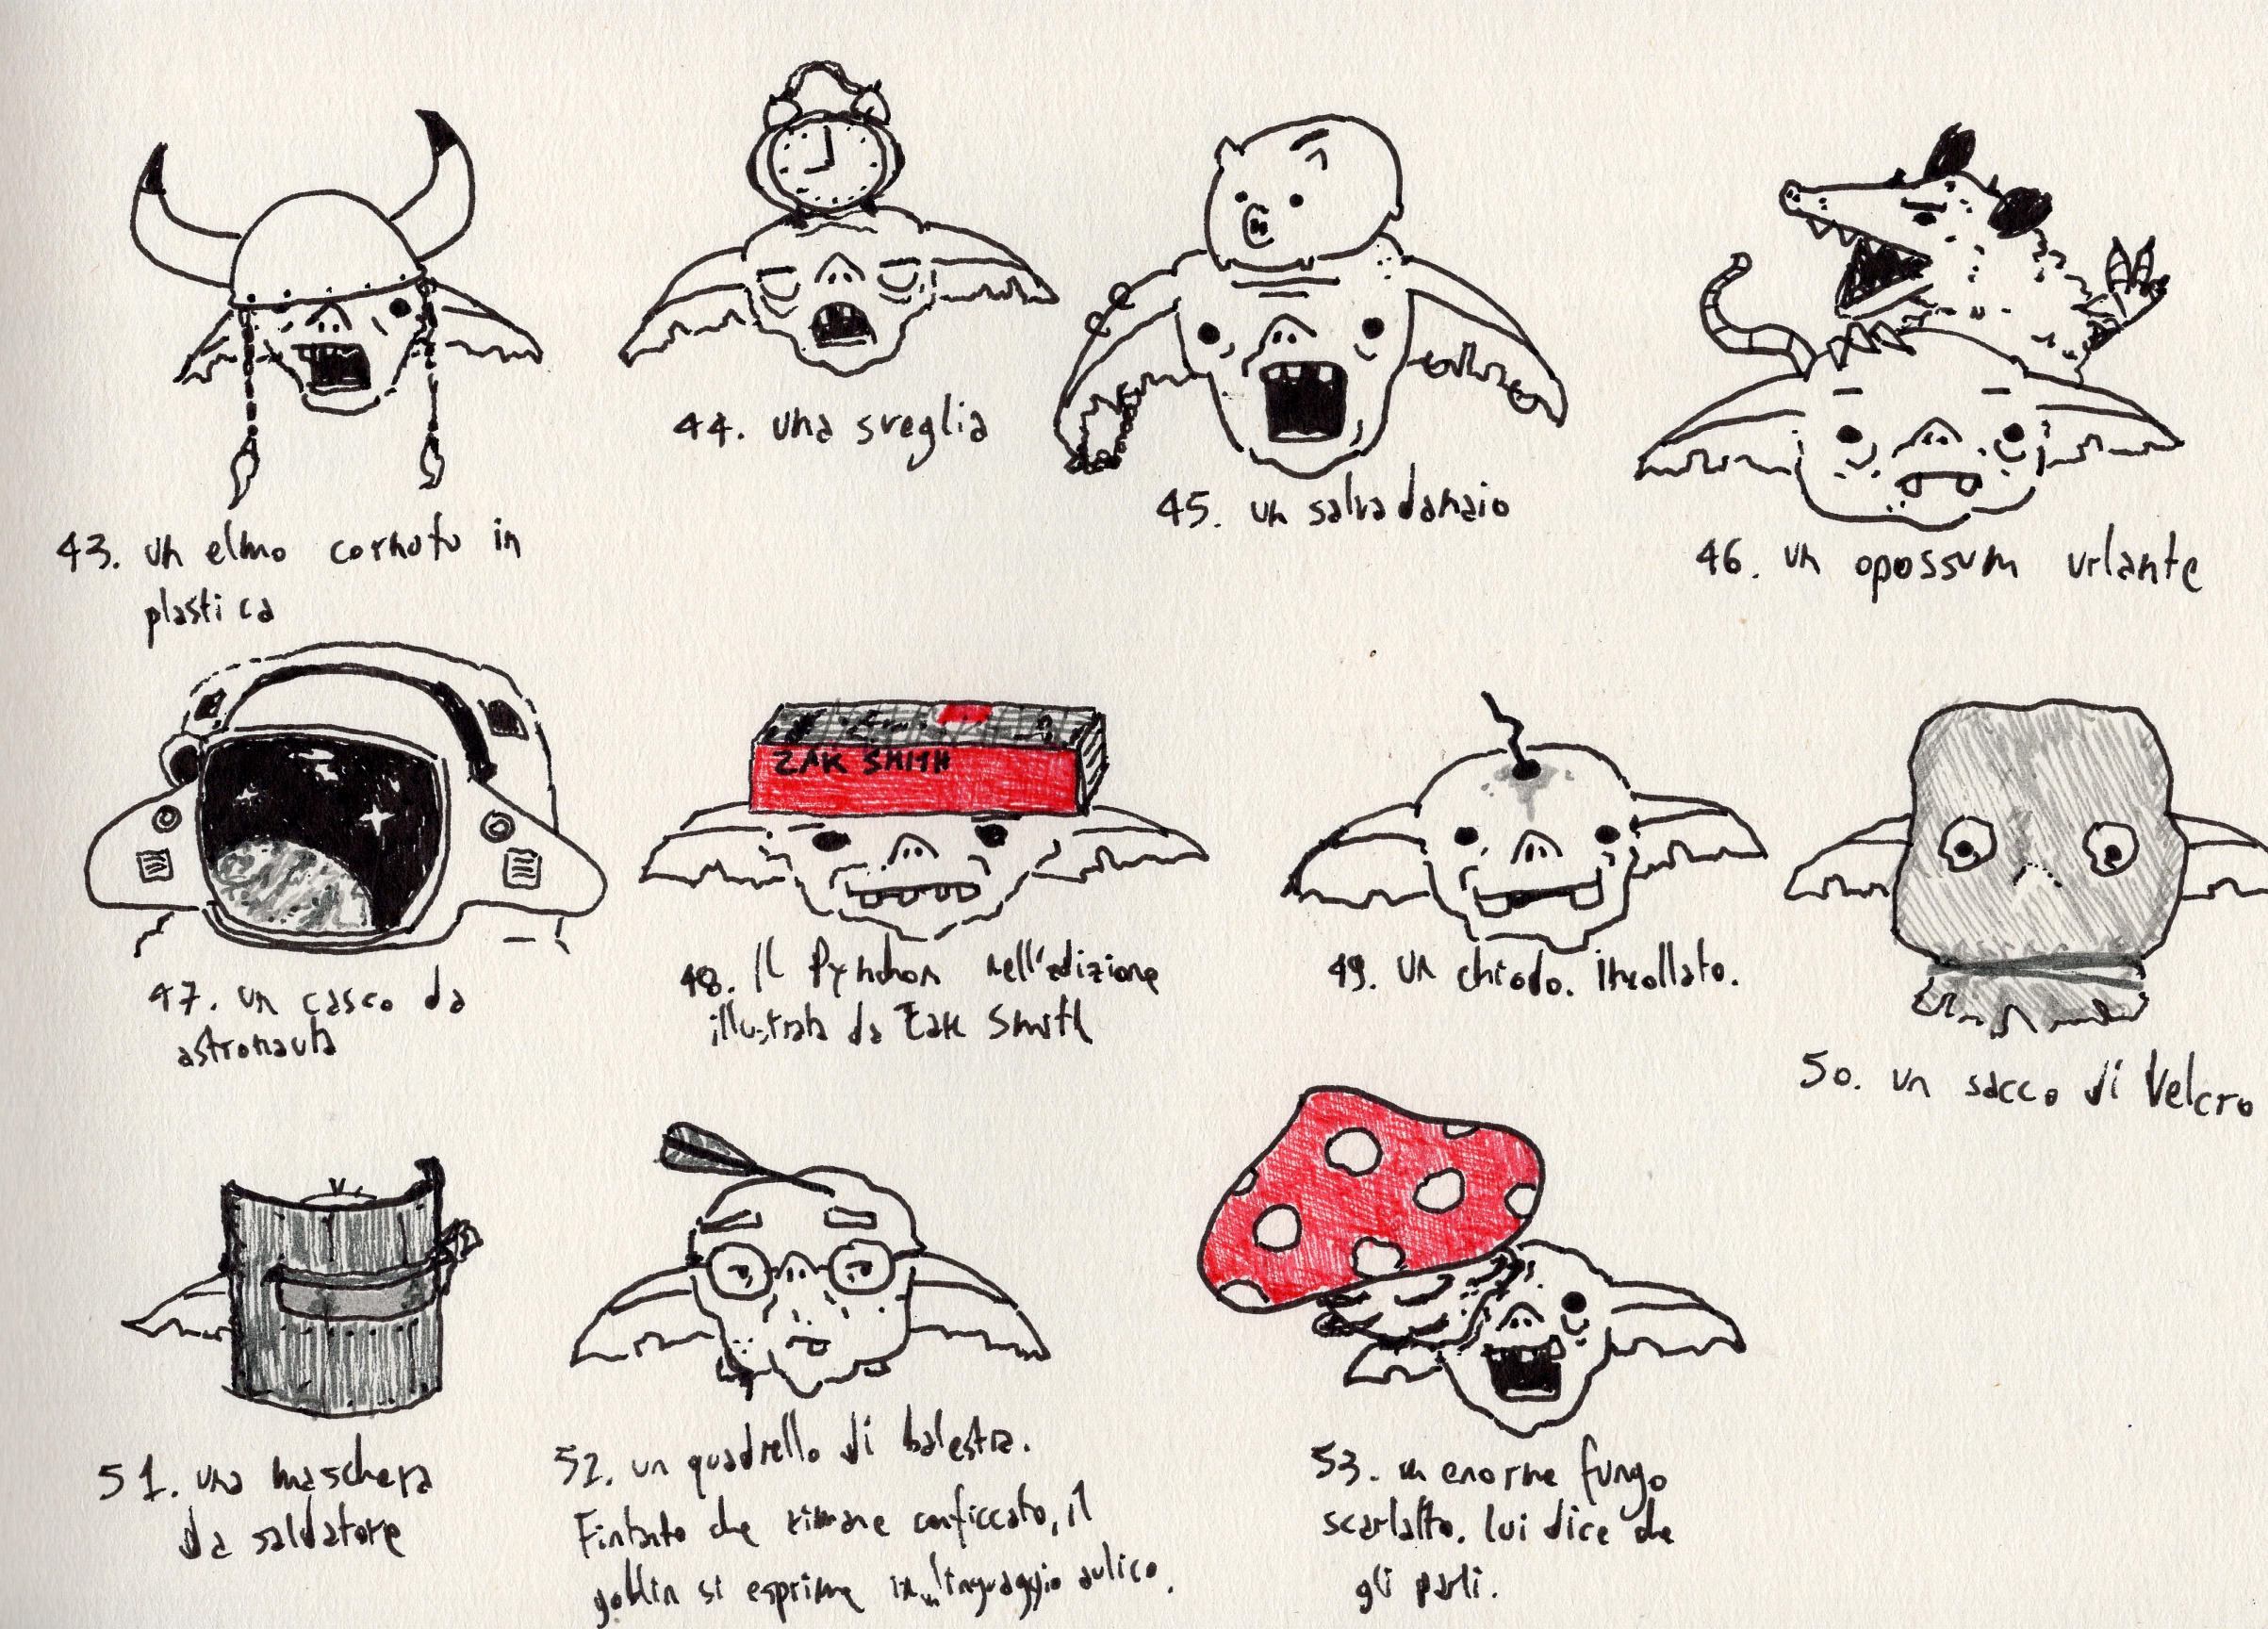 44. una sveglia
45. un salvadanaio
43. un elmo cornuto in
plastica
46. un opossum urlante
ZAK SMITH
48. Il Pynchon nell'edizione
illustrata da Zak Smith
49. un chiodo. Incollato.
47. un casco da
astronauta
50. un sacco di Velcro
51. una maschera
da saldatore
52. un quadrello di balestra.
Fintanto che rimane conficcato, il
goblin si esprime in un linguaggio aulico.
53. un enorme fungo
scarlatto. lui dice che
gli parli.